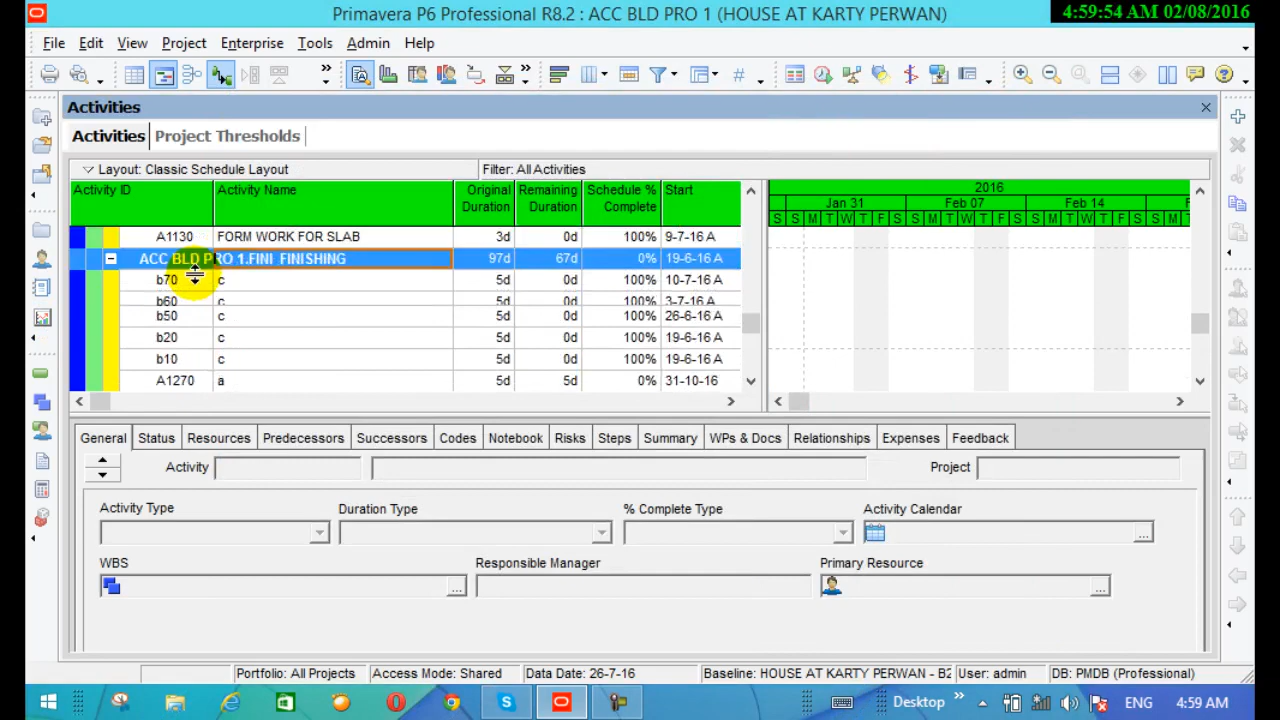 Primavera P6 Professional R8.2 : ACC BLD PRO 1 (HOUSE AT KARTY PERWAN)
4:59:54 AM 02/08/2016
File Edit View Project Enterprise Tools Admin Help
Activities
Activities Project Thresholds
Layout: Classic Schedule Layout Filter: All Activities
Activity ID Activity Name Original Duration Remaining Duration Schedule % Complete Start
2016
Jan 31 Feb 07 Feb 14
S S M T W T F S S M T W T F S S M T W T F S
A1130 FORM WORK FOR SLAB 3d 0d 100% 9-7-16 A
ACC BLD PRO 1.FINI FINISHING 97d 67d 0% 19-6-16 A
b70 c 5d 0d 100% 10-7-16 A
b60 c 5d 0d 100% 3-7-16 A
b50 c 5d 0d 100% 26-6-16 A
b20 c 5d 0d 100% 19-6-16 A
b10 c 5d 0d 100% 19-6-16 A
A1270 a 5d 5d 0% 31-10-16
General Status Resources Predecessors Successors Codes Notebook Risks Steps Summary WPs & Docs Relationships Expenses Feedback
Activity Project
Activity Type Duration Type % Complete Type Activity Calendar
WBS Responsible Manager Primary Resource
Portfolio: All Projects Access Mode: Shared Data Date: 26-7-16 Baseline: HOUSE AT KARTY PERWAN - B2 User: admin DB: PMDB (Professional)
Desktop ENG 4:59 AM